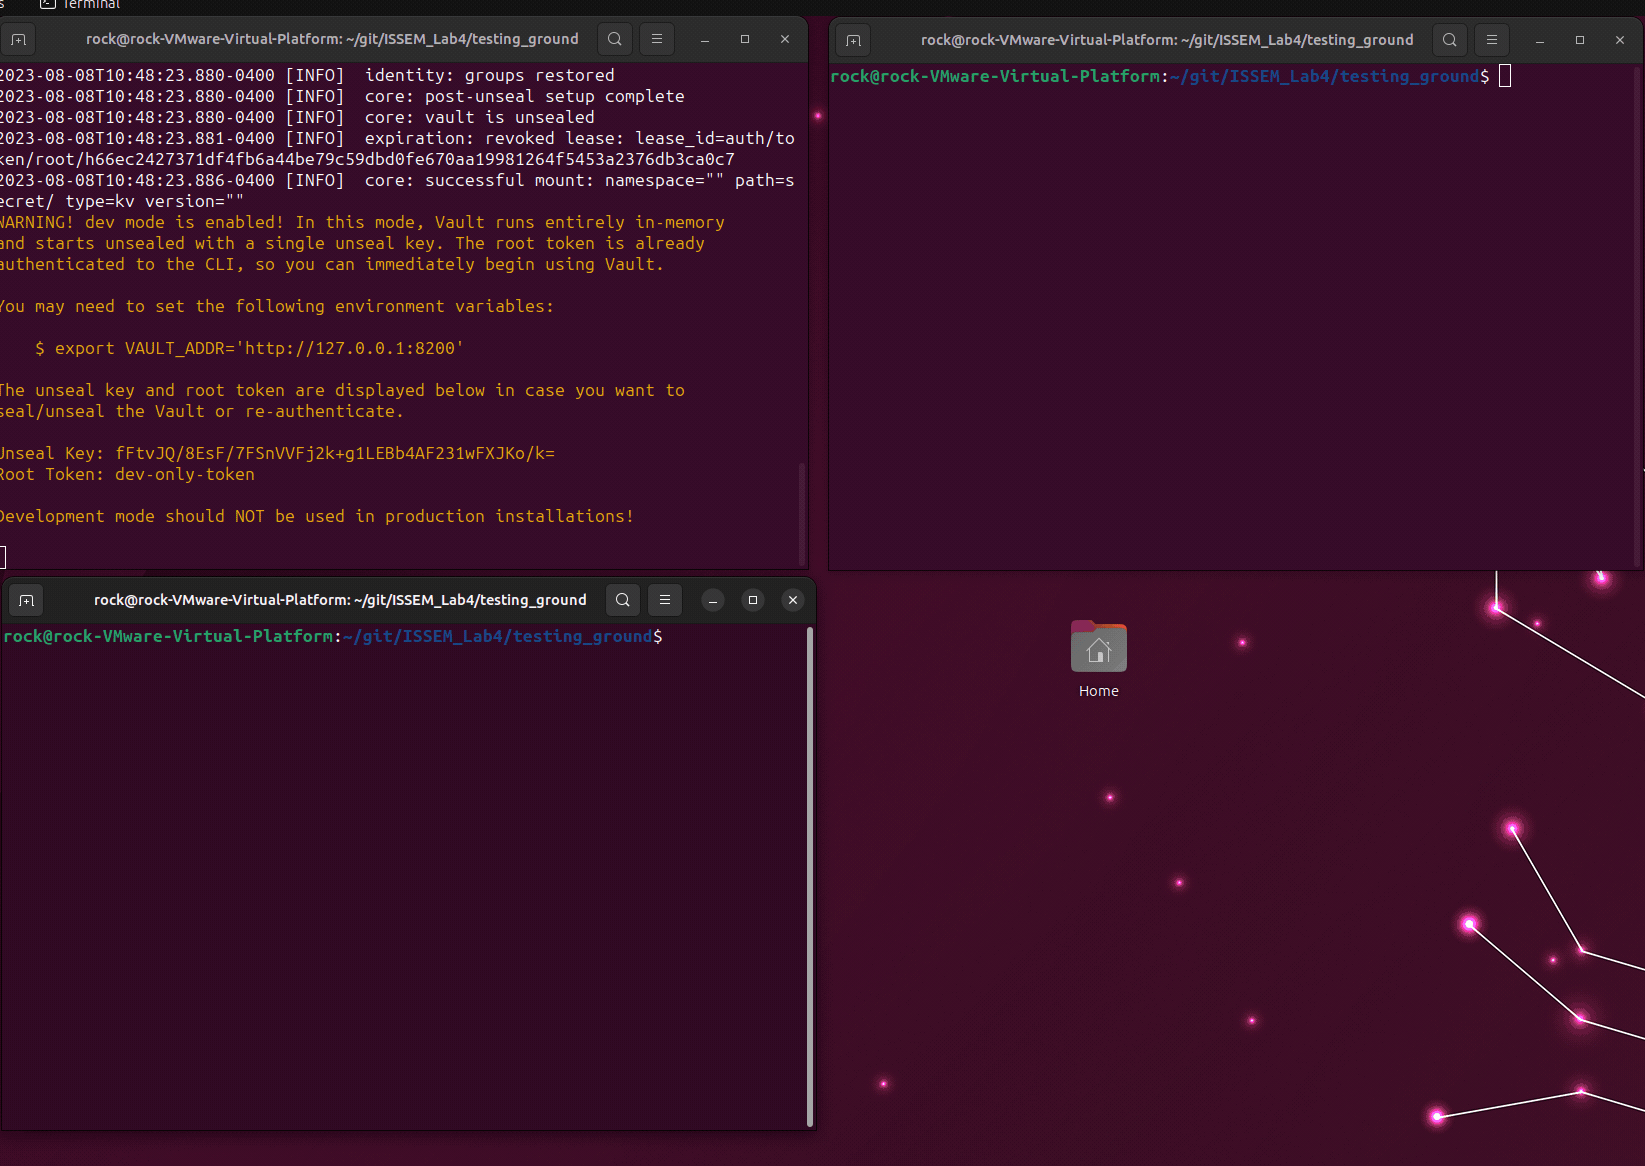 Terminal
rock@rock-VMware-Virtual-Platform: ~/git/ISSEM_Lab4/testing_ground
2023-08-08T10:48:23.880-0400 [INFO]  identity: groups restored
2023-08-08T10:48:23.880-0400 [INFO]  core: post-unseal setup complete
2023-08-08T10:48:23.880-0400 [INFO]  core: vault is unsealed
2023-08-08T10:48:23.881-0400 [INFO]  expiration: revoked lease: lease_id=auth/to
ken/root/h66ec2427371df4fb6a44be79c59dbd0fe670aa19981264f5453a2376db3ca0c7
2023-08-08T10:48:23.886-0400 [INFO]  core: successful mount: namespace="" path=s
ecret/ type=kv version=""
WARNING! dev mode is enabled! In this mode, Vault runs entirely in-memory
and starts unsealed with a single unseal key. The root token is already
authenticated to the CLI, so you can immediately begin using Vault.
You may need to set the following environment variables:
$ export VAULT_ADDR='http://127.0.0.1:8200'
The unseal key and root token are displayed below in case you want to
seal/unseal the Vault or re-authenticate.
Unseal Key: fFtvJQ/8EsF/7FSnVVFj2k+g1LEBb4AF231wFXJKo/k=
Root Token: dev-only-token
Development mode should NOT be used in production installations!
rock@rock-VMware-Virtual-Platform: ~/git/ISSEM_Lab4/testing_ground
rock@rock-VMware-Virtual-Platform:~/git/ISSEM_Lab4/testing_ground$
rock@rock-VMware-Virtual-Platform: ~/git/ISSEM_Lab4/testing_ground
rock@rock-VMware-Virtual-Platform:~/git/ISSEM_Lab4/testing_ground$
Home